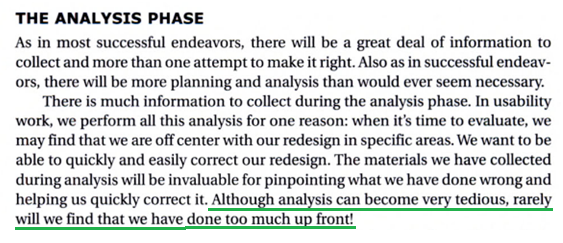 THE ANALYSIS PHASE
As in most successful endeavors, there will be a great deal of information to
collect and more than one attempt to make it right. Also as in successful endeav-
ors, there will be more planning and analysis than would ever seem necessary.
There is much information to collect during the analysis phase. In usability
work, we perform all this analysis for one reason: when it's time to evaluate, we
may find that we are off center with our redesign in specific areas. We want to be
able to quickly and easily correct our redesign. The materials we have collected
during analysis will be invaluable for pinpointing what we have done wrong and
helping us quickly correct it. Although analysis can become very tedious, rarely
will we find that we have done too much up front!